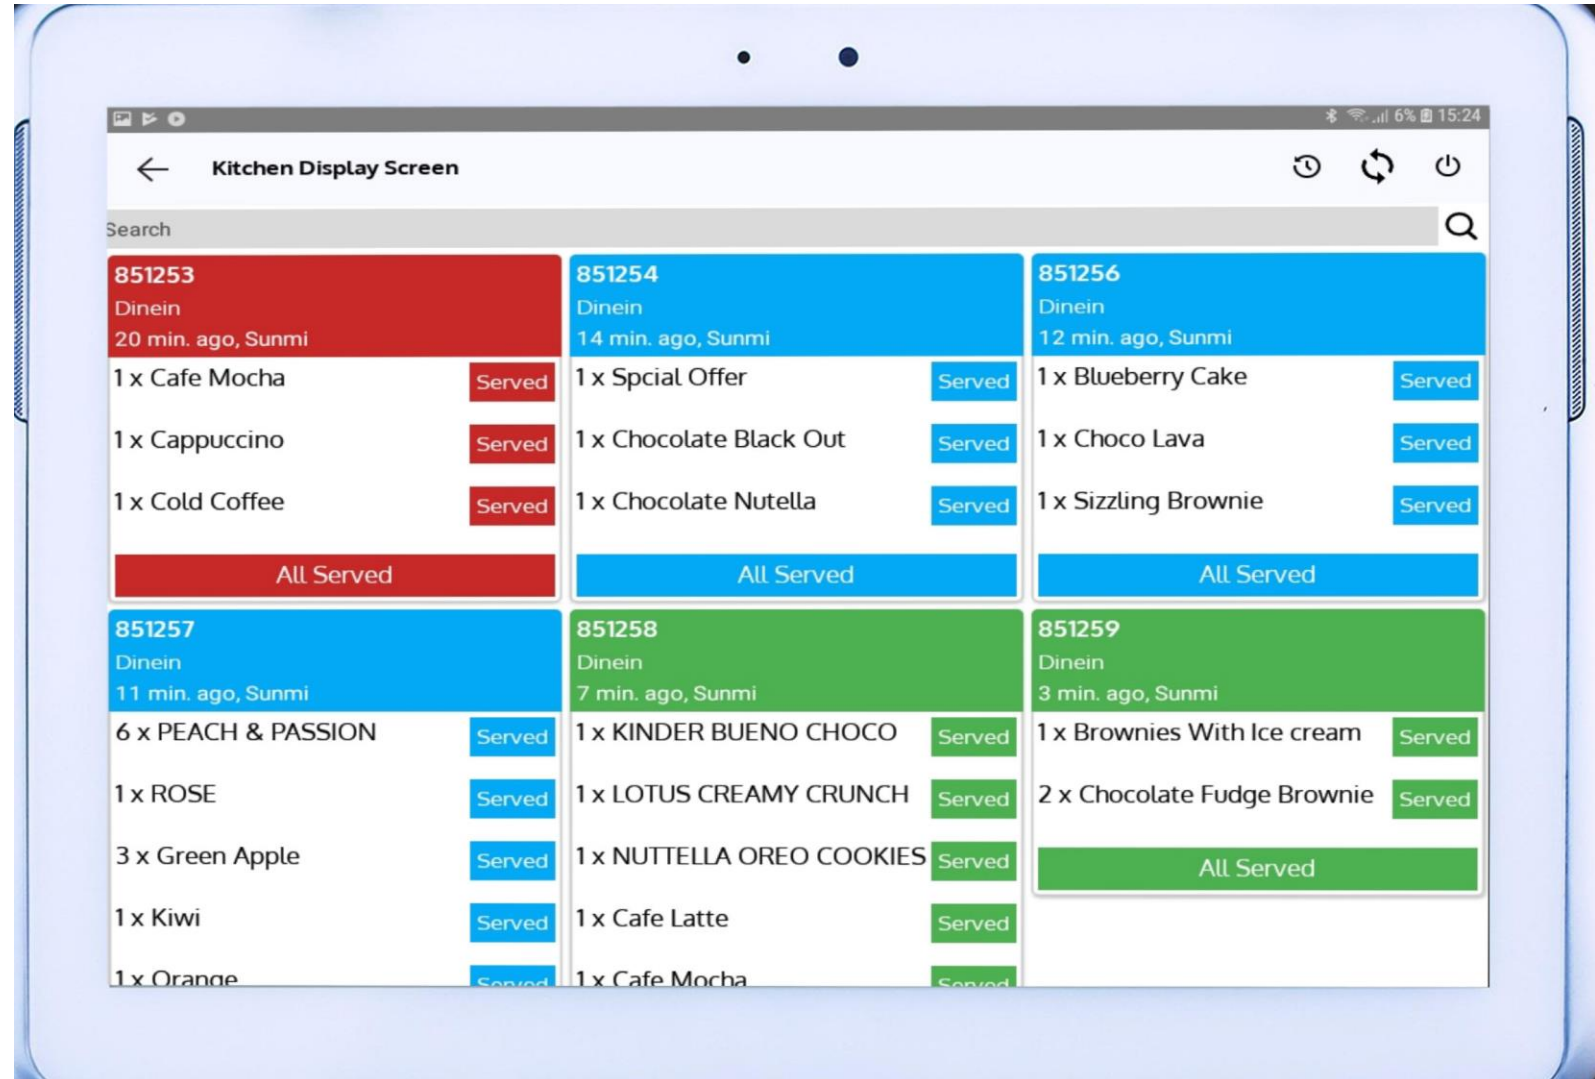 6% 15:24
Kitchen Display Screen
Search
851253
Dinein
20 min. ago, Sunmi
1 x Cafe Mocha Served
1 x Cappuccino Served
1 x Cold Coffee Served
All Served
851254
Dinein
14 min. ago, Sunmi
1 x Spcial Offer Served
1 x Chocolate Black Out Served
1 x Chocolate Nutella Served
All Served
851256
Dinein
12 min. ago, Sunmi
1 x Blueberry Cake Served
1 x Choco Lava Served
1 x Sizzling Brownie Served
All Served
851257
Dinein
11 min. ago, Sunmi
6 x PEACH & PASSION Served
1 x ROSE Served
3 x Green Apple Served
1 x Kiwi Served
1 x Orange Served
851258
Dinein
7 min. ago, Sunmi
1 x KINDER BUENO CHOCO Served
1 x LOTUS CREAMY CRUNCH Served
1 x NUTTELLA OREO COOKIES Served
1 x Cafe Latte Served
1 x Cafe Mocha Served
851259
Dinein
3 min. ago, Sunmi
1 x Brownies With Ice cream Served
2 x Chocolate Fudge Brownie Served
All Served